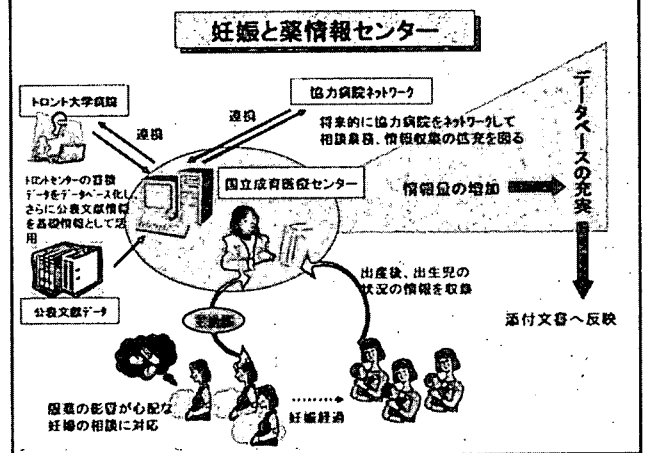 妊娠と薬情報センター
トロント大学病院
連携
協力病院ネットワーク
連携
将来的に協力病院をネットワークして
相談業務、情報収集の拡充を図る
データベースの充実
トロントセンターの
データをデータベース化し、
さらに公表文献情報
を基礎情報として活
用
国立成育医療センター
情報量の増加
公表文献データ
出産後、出生児の
状況の情報を収集
添付文書へ反映
服薬の影響が心配な
妊婦の相談に対応
妊娠経過